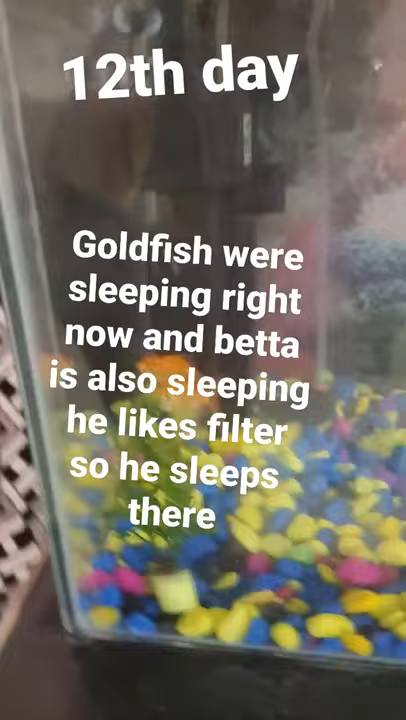 12th day
Goldfish were
sleeping right
now and betta
is also sleeping
he likes filter
so he sleeps
there